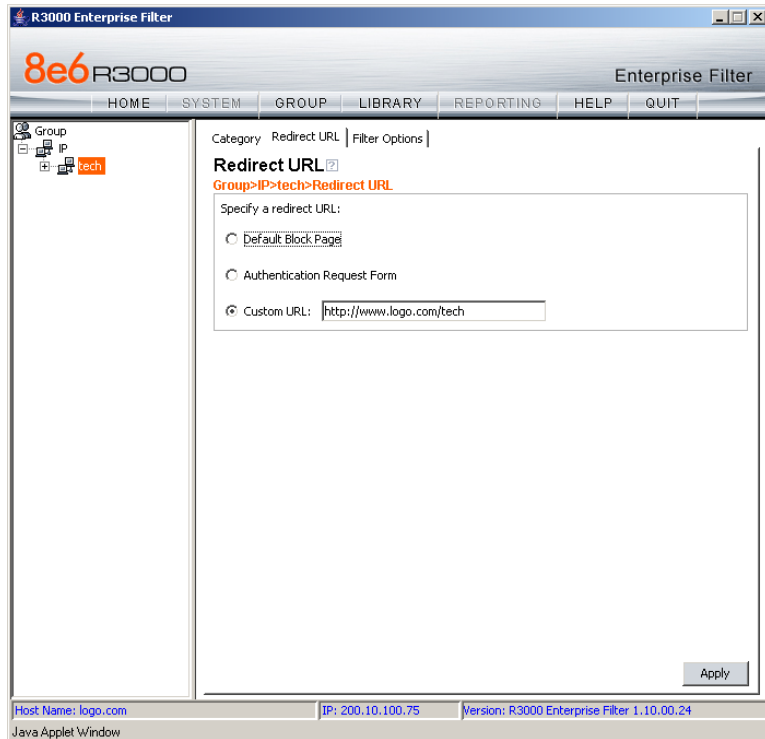 R3000 Enterprise Filter
8e6 R3000
Enterprise Filter
HOME SYSTEM GROUP LIBRARY REPORTING HELP QUIT
Group
IP
tech
Category Redirect URL Filter Options
Redirect URL ?
Group>IP>tech>Redirect URL
Specify a redirect URL:
Default Block Page
Authentication Request Form
Custom URL: http://www.logo.com/tech
Apply
Host Name: logo.com IP: 200.10.100.75 Version: R3000 Enterprise Filter 1.10.00.24
Java Applet Window